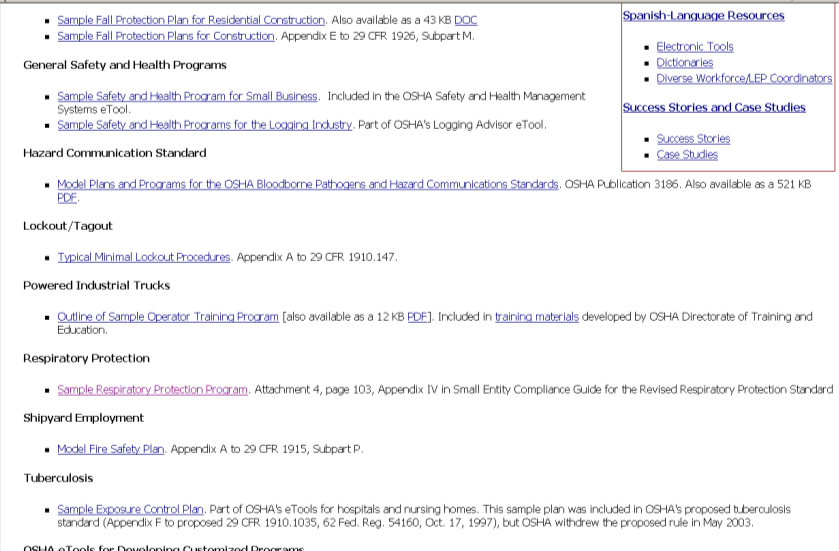 Sample Fall Protection Plan for Residential Construction. Also available as a 43 KB DOC
Sample Fall Protection Plans for Construction. Appendix E to 29 CFR 1926, Subpart M.
General Safety and Health Programs
Sample Safety and Health Program for Small Business. Included in the OSHA Safety and Health Management
Systems eTool.
Sample Safety and Health Programs for the Logging Industry. Part of OSHA's Logging Advisor eTool.
Spanish-Language Resources
Electronic Tools
Dictionaries
Diverse Workforce/LEP Coordinators
Success Stories and Case Studies
Success Stories
Case Studies
Hazard Communication Standard
Model Plans and Programs for the OSHA Bloodborne Pathogens and Hazard Communications Standards. OSHA Publication 3186. Also available as a 521 KB
PDF.
Lockout/Tagout
Typical Minimal Lockout Procedures. Appendix A to 29 CFR 1910.147.
Powered Industrial Trucks
Outline of Sample Operator Training Program [also available as a 12 KB PDF]. Included in training materials developed by OSHA Directorate of Training and
Education.
Respiratory Protection
Sample Respiratory Protection Program. Attachment 4, page 103, Appendix IV in Small Entity Compliance Guide for the Revised Respiratory Protection Standard
Shipyard Employment
Model Fire Safety Plan. Appendix A to 29 CFR 1915, Subpart P.
Tuberculosis
Sample Exposure Control Plan. Part of OSHA's eTools for hospitals and nursing homes. This sample plan was included in OSHA's proposed tuberculosis
standard (Appendix F to proposed 29 CFR 1910.1035, 62 Fed. Reg. 54160, Oct. 17, 1997), but OSHA withdrew the proposed rule in May 2003.
OSHA eTools for Developing Customized Programs